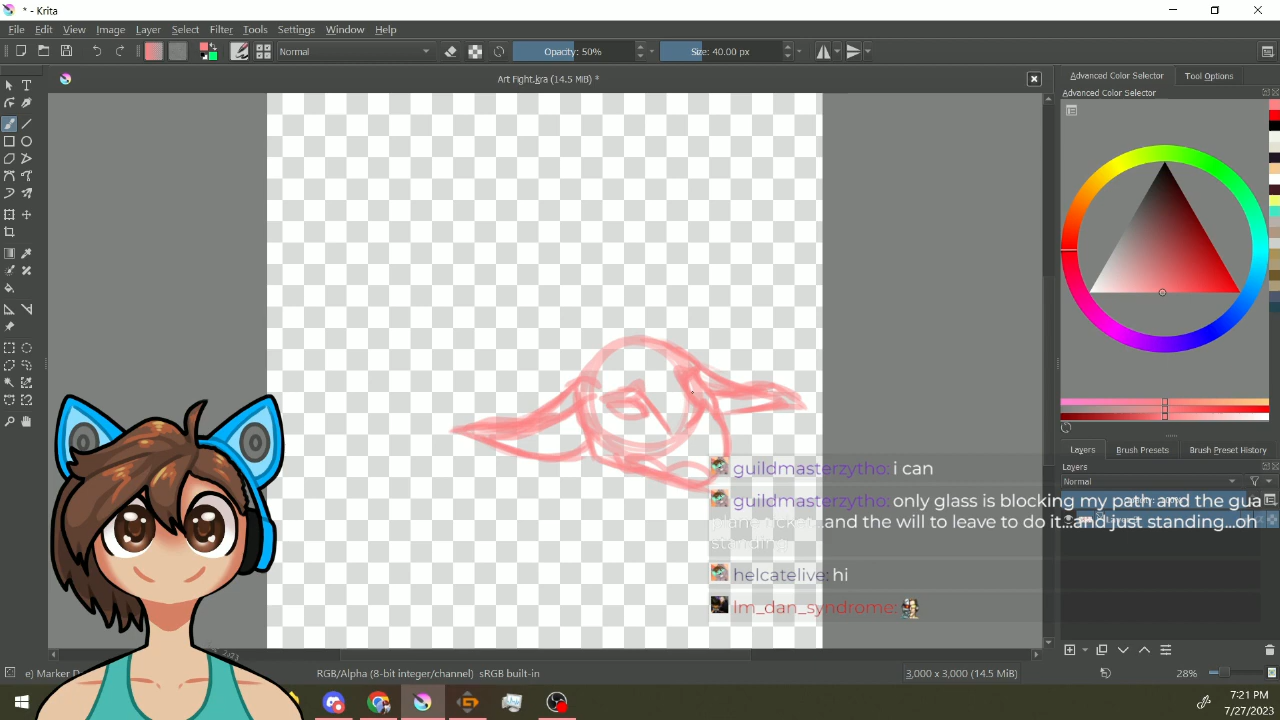 * - Krita
File Edit View Image Layer Select Filter Tools Settings Window Help
Normal
Opacity: 50%
Size: 40.00 px
Art Fight.kra (14.5 MiB) *
Advanced Color Selector Tool Options
Advanced Color Selector
Layers Brush Presets Brush Preset History
Layers
Normal
guildmasterzytho: i can
guildmasterzytho: only glass is blocking my path and the gua
plane ticket...and the will to leave to do it...and just standing...oh
standing
helcatelive: hi
Im_dan_syndrome:
e) Marker D
RGB/Alpha (8-bit integer/channel) sRGB built-in
3,000 x 3,000 (14.5 MiB)
28%
7:21 PM
7/27/2023